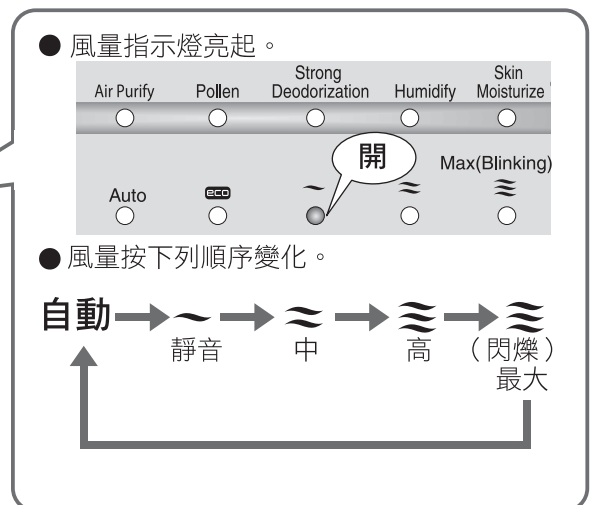 ● 風量指示燈亮起。
Air Purify Pollen Strong Deodorization Humidify Skin Moisturize
開
Auto eco Max(Blinking)
● 風量按下列順序變化。
自動
靜音 中 高 (閃爍)
最大